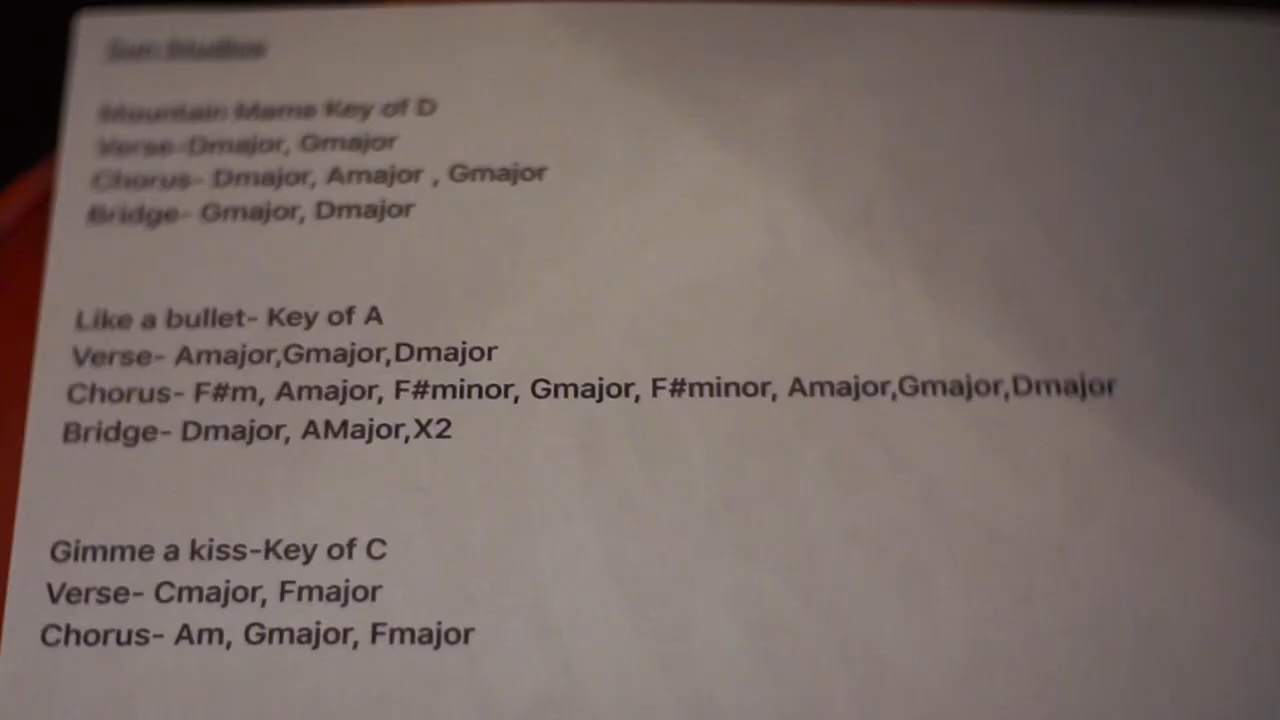 Sun Studios
Mountain Mama Key of D
Verse-Dmajor, Gmajor
Chorus- Dmajor, Amajor , Gmajor
Bridge- Gmajor, Dmajor
Like a bullet- Key of A
Verse- Amajor,Gmajor,Dmajor
Chorus- F#m, Amajor, F#minor, Gmajor, F#minor, Amajor,Gmajor,Dmajor
Bridge- Dmajor, AMajor,X2
Gimme a kiss-Key of C
Verse- Cmajor, Fmajor
Chorus- Am, Gmajor, Fmajor